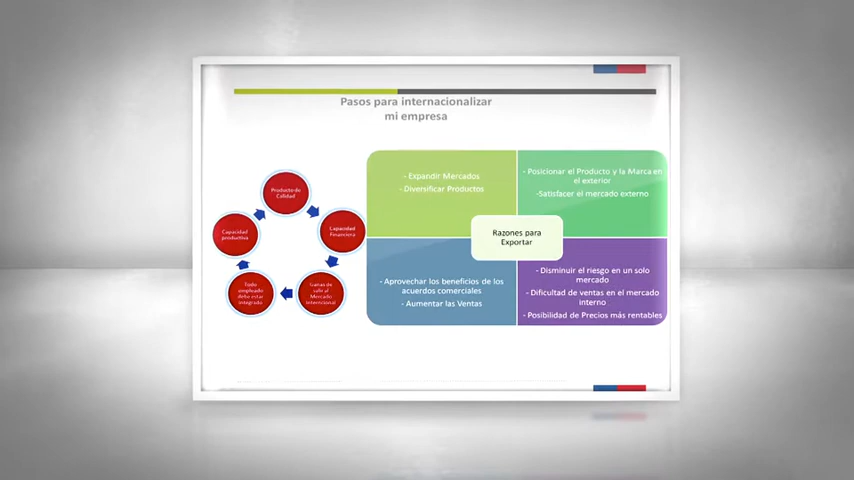 Pasos para internacionalizar
mi empresa
Producto de
Calidad
Capacidad
Financiera
Ganas de
salir al
Mercado
internacional
Todo
empleado
debe estar
integrado
Capacidad
productiva
- Expandir Mercados
- Diversificar Productos
- Posicionar el Producto y la Marca en
el exterior
-Satisfacer el mercado externo
Razones para
Exportar
- Aprovechar los beneficios de los
acuerdos comerciales
- Aumentar las Ventas
- Disminuir el riesgo en un solo
mercado
- Dificultad de ventas en el mercado
interno
- Posibilidad de Precios más rentables